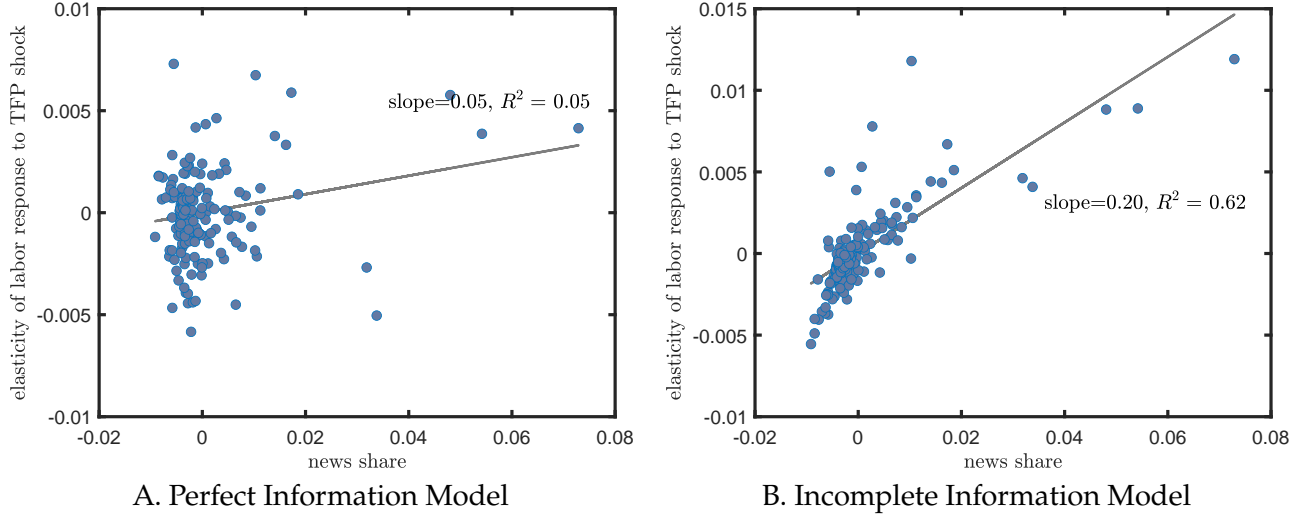 0.01
0.005
0
-0.005
-0.01
elasticity of labor response to TFP shock
slope=0.05, R² = 0.05
-0.02 0 0.02 0.04 0.06 0.08
news share
A. Perfect Information Model
0.015
0.01
0.005
0
-0.005
-0.01
elasticity of labor response to TFP shock
slope=0.20, R² = 0.62
-0.02 0 0.02 0.04 0.06 0.08
news share
B. Incomplete Information Model